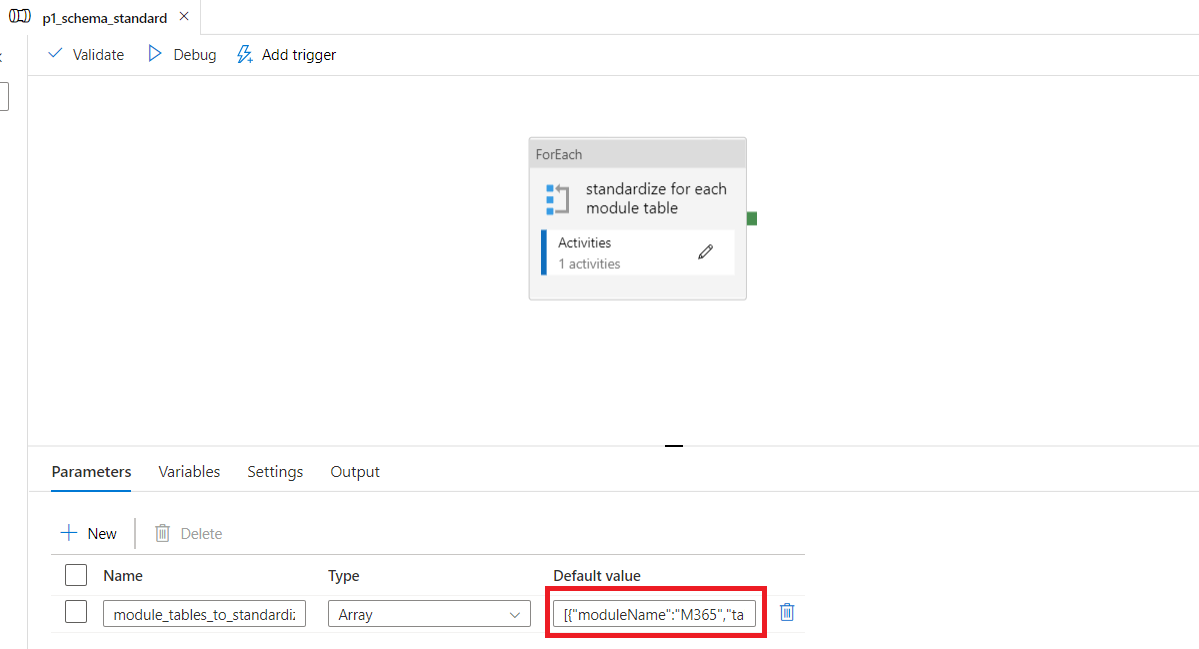 p1_schema_standard
Validate Debug Add trigger
ForEach
standardize for each
module table
Activities
1 activities
Parameters Variables Settings Output
New Delete
Name Type Default value
module_tables_to_standardi Array [{"moduleName":"M365","ta